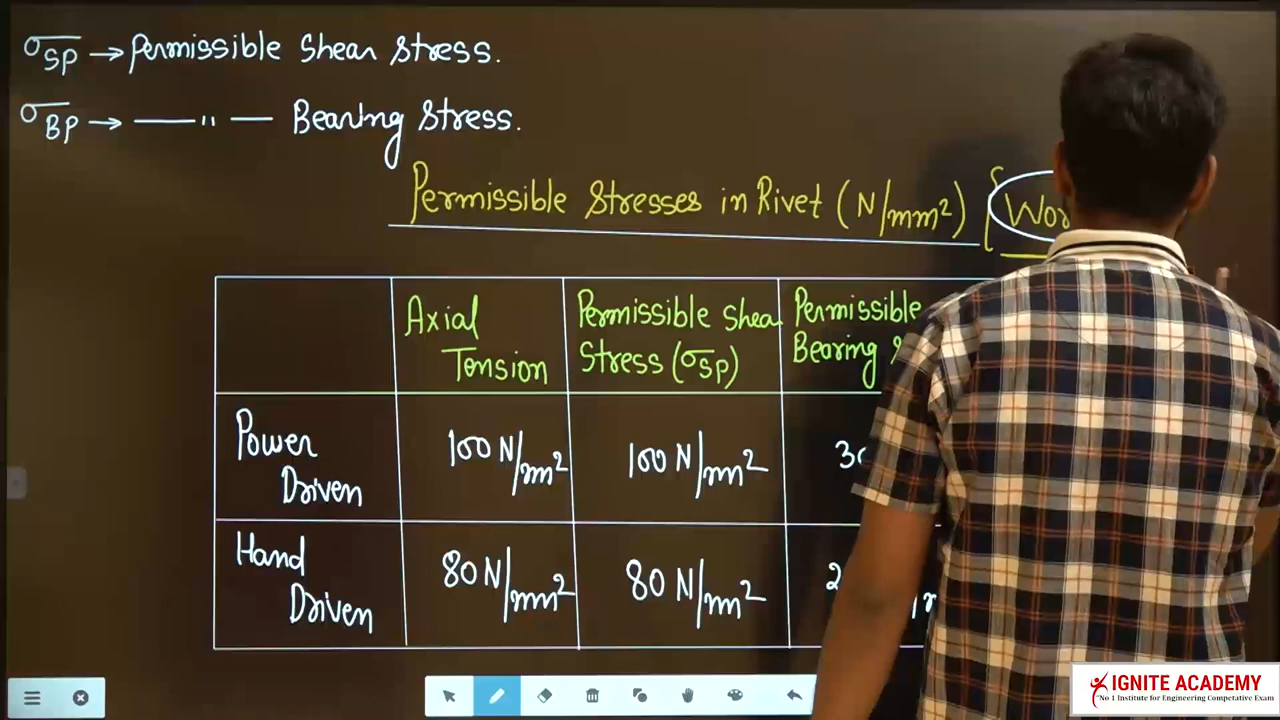 σSP → Permissible Shear Stress.
σBP → —— " — Bearing Stress.
Permissible Stresses in Rivet (N/mm²)
Axial Tension
Permissible Shear Stress (σSP)
Permissible Bearing
Power Driven
100 N/mm²
100 N/mm²
Hand Driven
80 N/mm²
80 N/mm²
IGNITE ACADEMY
"No 1 Institute for Engineering Competative Exam